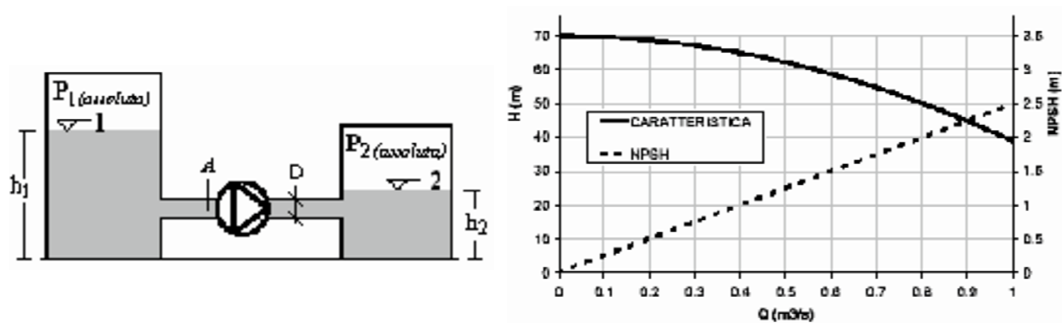 P1(assoluta)
1
P2(assoluta)
2
A
D
h1
h2
H (m)
70
60
50
40
30
20
10
0
CARATTERISTICA
NPSH
3.5
3
2.5
2
1.5
1
0.5
0
NPSH (m)
0 0.1 0.2 0.3 0.4 0.5 0.6 0.7 0.8 0.9 1
Q (m3/s)